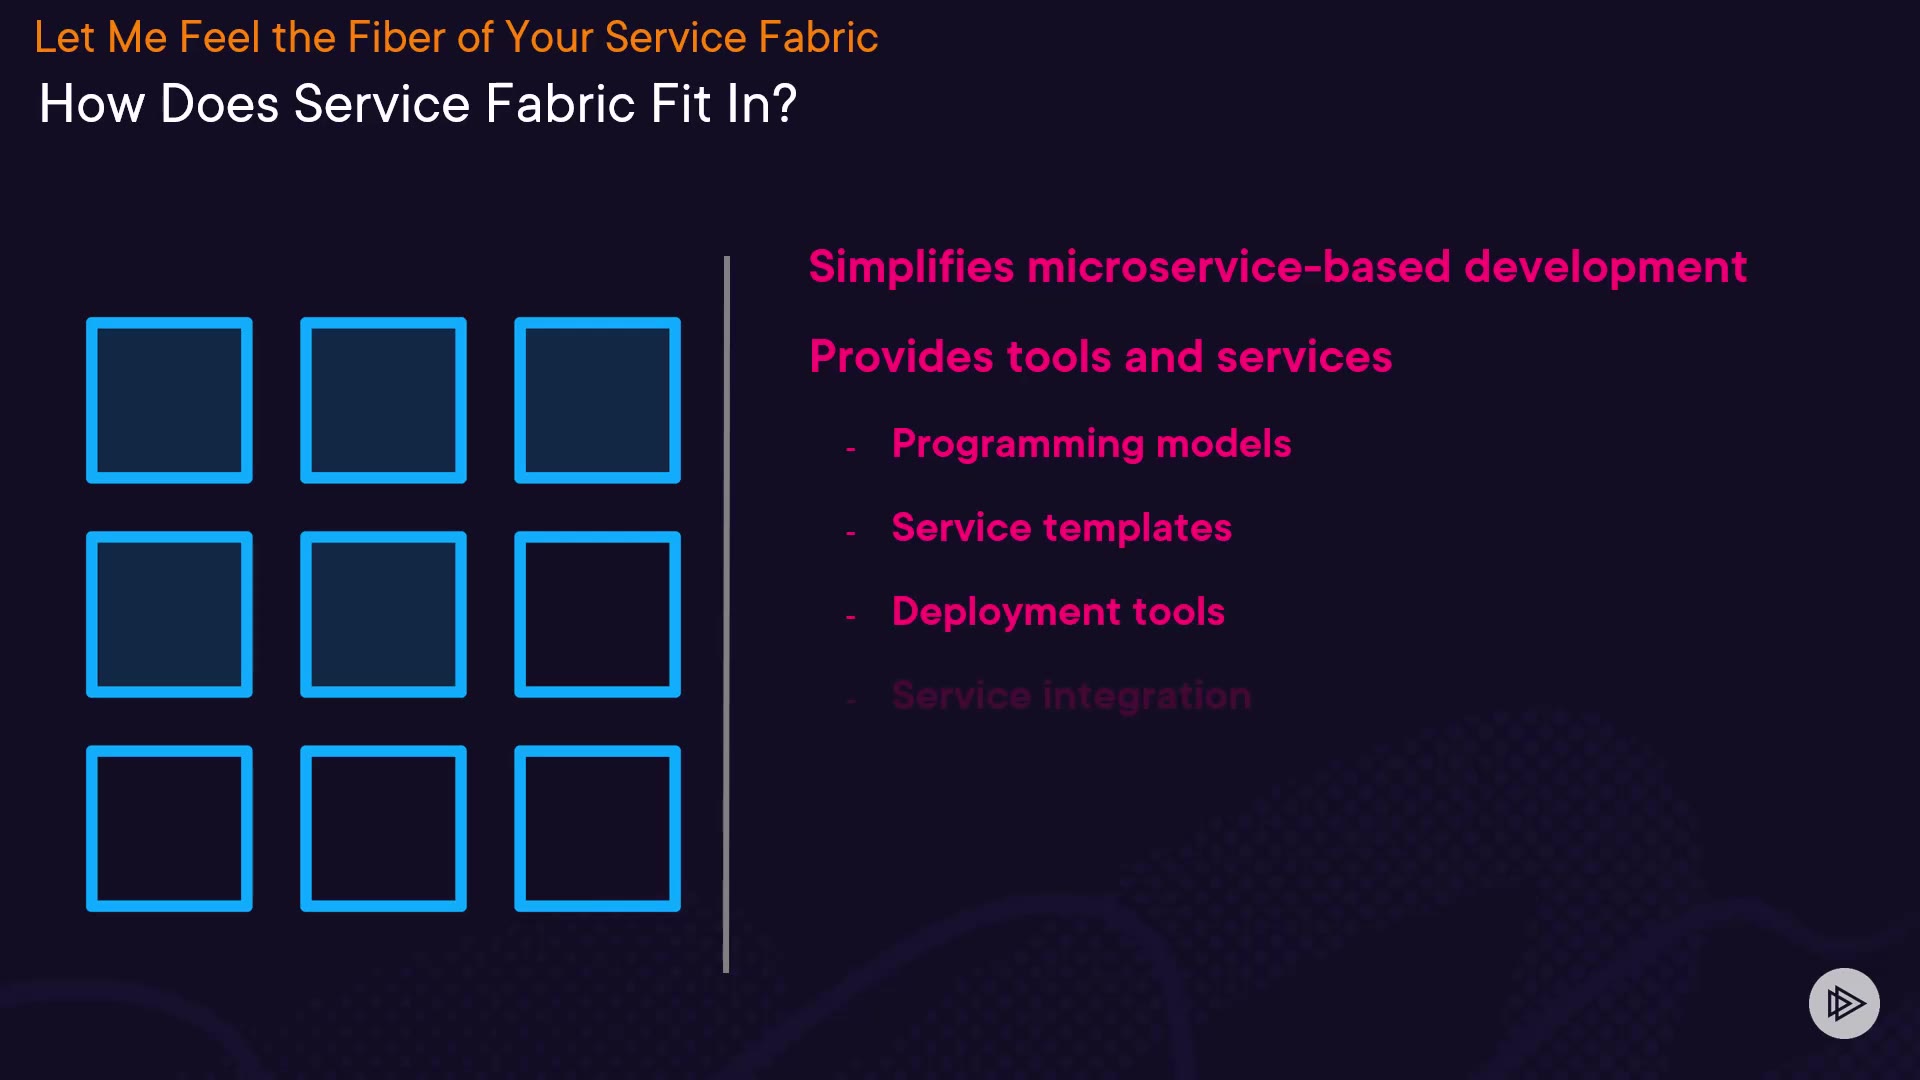 Let Me Feel the Fiber of Your Service Fabric
How Does Service Fabric Fit In?
Simplifies microservice-based development
Provides tools and services
- Programming models
- Service templates
- Deployment tools
- Service integration